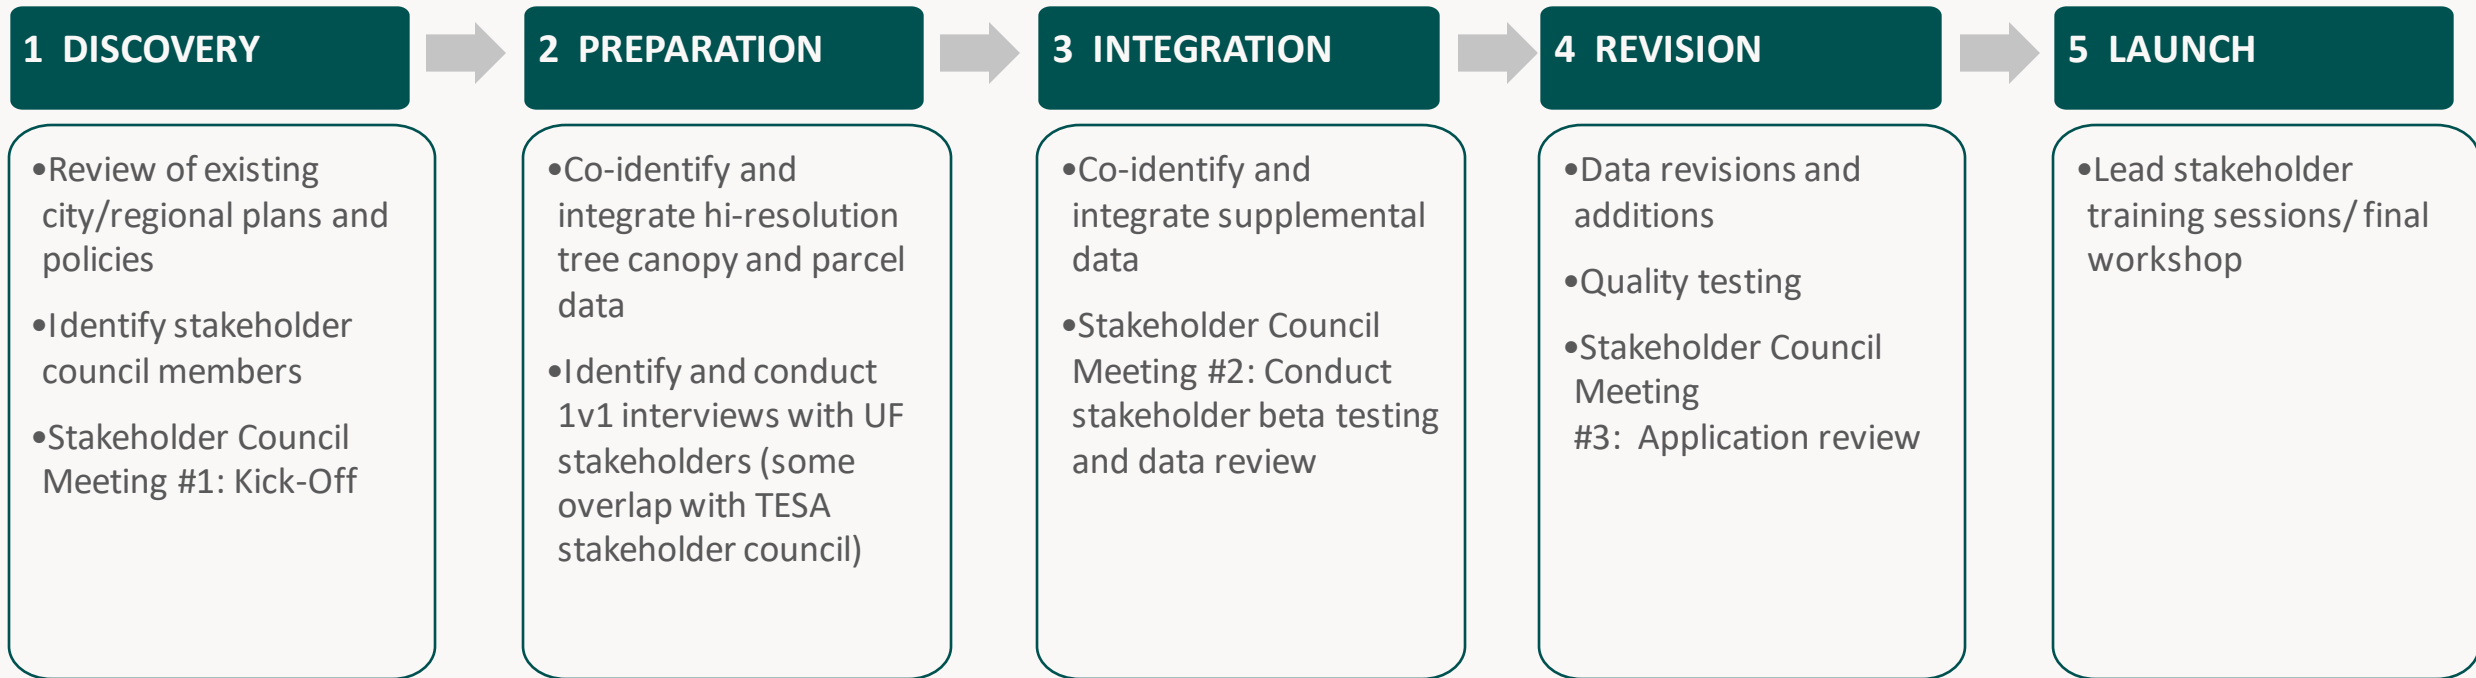 1 DISCOVERY
•Review of existing
city/regional plans and
policies
•Identify stakeholder
council members
•Stakeholder Council
Meeting #1: Kick-Off
2 PREPARATION
•Co-identify and
integrate hi-resolution
tree canopy and parcel
data
•Identify and conduct
1v1 interviews with UF
stakeholders (some
overlap with TESA
stakeholder council)
3 INTEGRATION
•Co-identify and
integrate supplemental
data
•Stakeholder Council
Meeting #2: Conduct
stakeholder beta testing
and data review
4 REVISION
•Data revisions and
additions
•Quality testing
•Stakeholder Council
Meeting
#3: Application review
5 LAUNCH
•Lead stakeholder
training sessions/ final
workshop